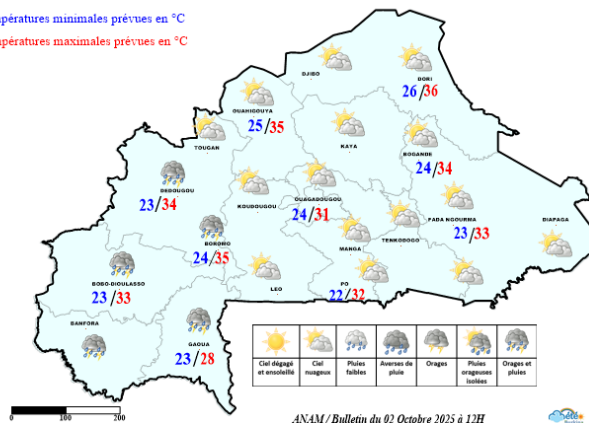 mpératures minimales prévues en °C
mpératures maximales prévues en °C
DJIBO
DORI
26/36
OUAHIGOUYA
25/35
TOUGAN
KAYA
BOGANDE
24/34
DEDOUGOU
23/34
KOUDOUGOU
OUAGADOUGOU
24/31
FADA NGOURMA
23/33
DIAPAGA
BOROMO
24/35
MANGA
TENKODOGO
BOBO-DIOULASSO
23/33
LEO
PO
22/32
BANFORA
GAOUA
23/28
Ciel dégagé et ensoleillé
Ciel nuageux
Pluies faibles
Averses de pluie
Orages
Pluies orageuses isolées
Orages et pluies
0 100 200
ANAM / Bulletin du 02 Octobre 2025 à 12H